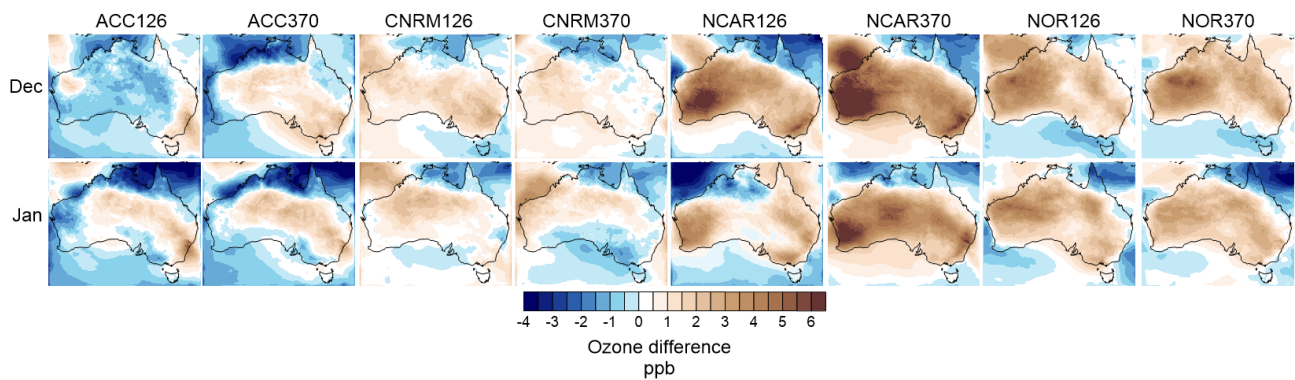 ACC126 ACC370 CNRM126 CNRM370 NCAR126 NCAR370 NOR126 NOR370
Dec
Jan
-4 -3 -2 -1 0 1 2 3 4 5 6
Ozone difference
ppb